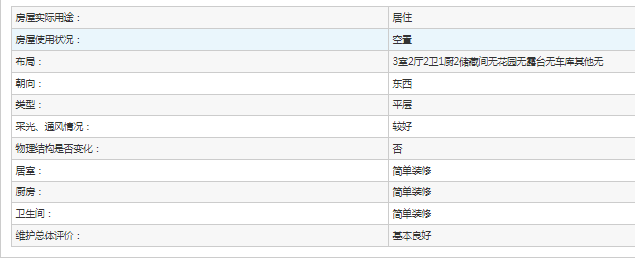 房屋实际用途： 居住
房屋使用状况： 空置
布局： 3室2厅2卫1厨2储藏间无花园无露台无车库其他无
朝向： 东西
类型： 平层
采光、通风情况： 较好
物理结构是否变化： 否
居室： 简单装修
厨房： 简单装修
卫生间： 简单装修
维护总体评价： 基本良好